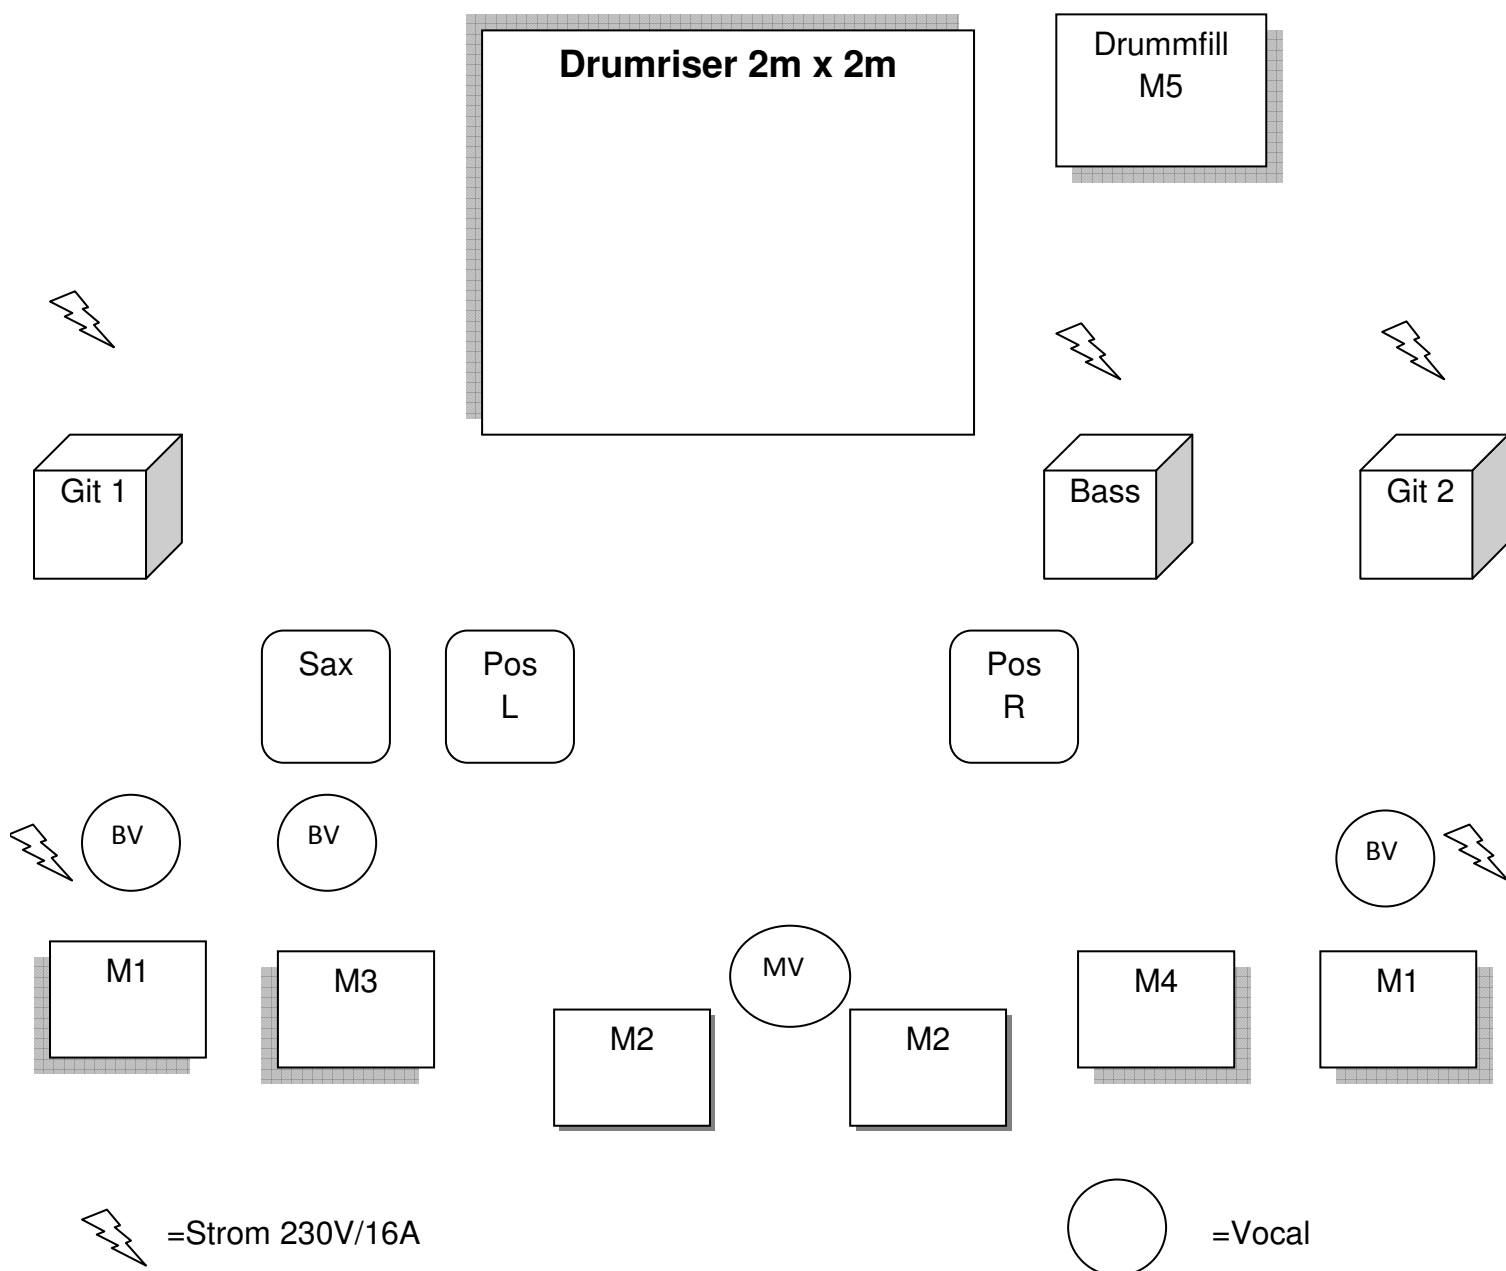 Drumriser 2m x 2m
Drummfill
M5
Git 1
Bass
Git 2
Sax
Pos
L
Pos
R
BV
BV
BV
M1
M3
MV
M4
M1
M2
M2
=Strom 230V/16A
=Vocal